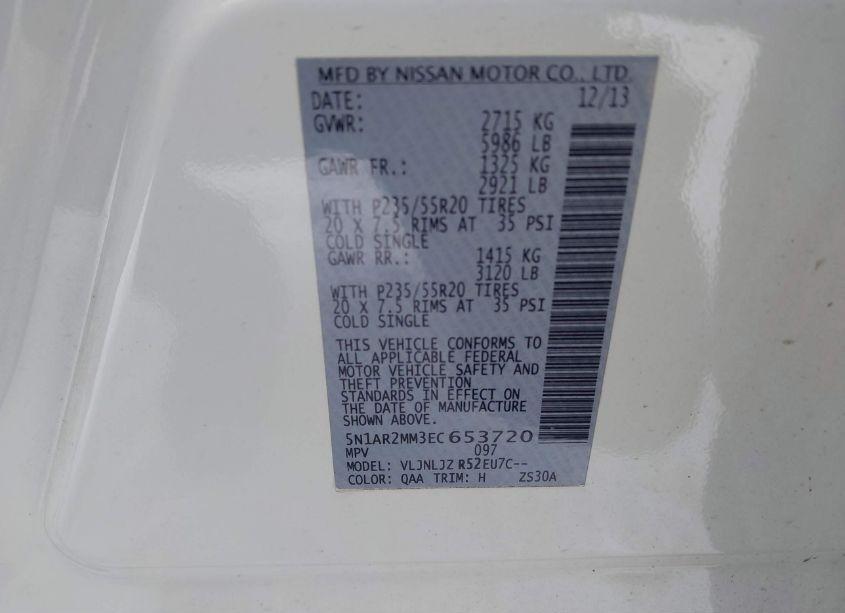 MFD BY NISSAN MOTOR CO., LTD.
DATE: 12/13
GVWR: 2715 KG
5986 LB
GAWR FR.: 1325 KG
2921 LB
WITH P235/55R20 TIRES
20 X 7.5 RIMS AT 35 PSI
COLD SINGLE
GAWR RR.: 1415 KG
3120 LB
WITH P235/55R20 TIRES
20 X 7.5 RIMS AT 35 PSI
COLD SINGLE
THIS VEHICLE CONFORMS TO
ALL APPLICABLE FEDERAL
MOTOR VEHICLE SAFETY AND
THEFT PREVENTION
STANDARDS IN EFFECT ON
THE DATE OF MANUFACTURE
SHOWN ABOVE.
5N1AR2MM3EC653720
MPV 097
MODEL: VLJNLJZ R52EU7C--
COLOR: QAA TRIM: H ZS30A